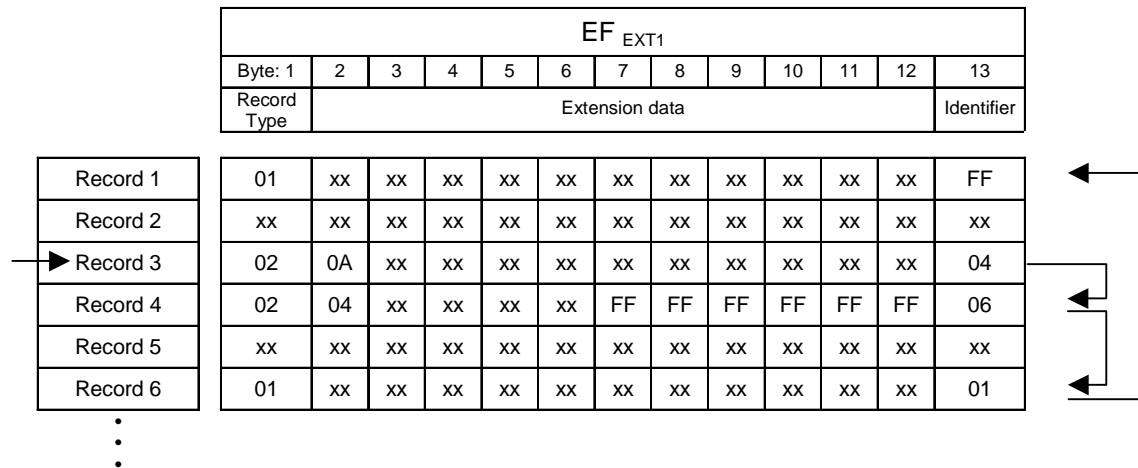 EF EXT1
Byte: 1 2 3 4 5 6 7 8 9 10 11 12 13
Record Type Extension data Identifier
Record 1 01 xx xx xx xx xx xx xx xx xx xx xx FF
Record 2 xx xx xx xx xx xx xx xx xx xx xx xx xx
Record 3 02 0A xx xx xx xx xx xx xx xx xx xx 04
Record 4 02 04 xx xx xx xx FF FF FF FF FF FF 06
Record 5 xx xx xx xx xx xx xx xx xx xx xx xx xx
Record 6 01 xx xx xx xx xx xx xx xx xx xx xx 01